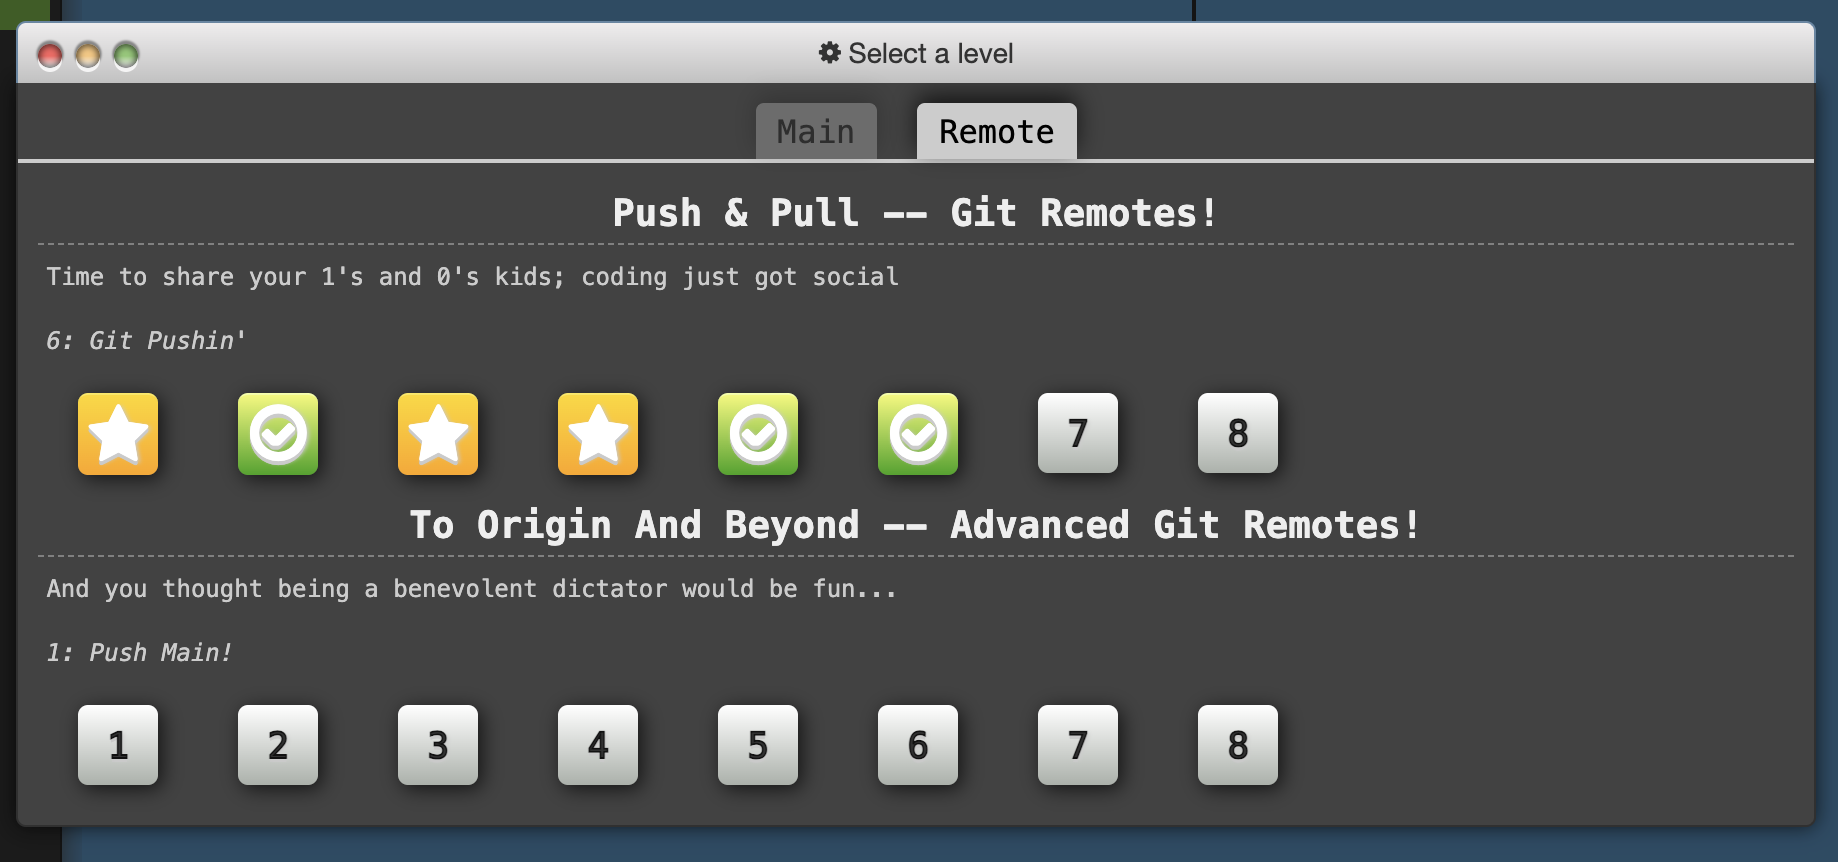 Select a level
Main Remote
Push & Pull -- Git Remotes!
Time to share your 1's and 0's kids; coding just got social
6: Git Pushin'
7 8
To Origin And Beyond -- Advanced Git Remotes!
And you thought being a benevolent dictator would be fun...
1: Push Main!
1 2 3 4 5 6 7 8